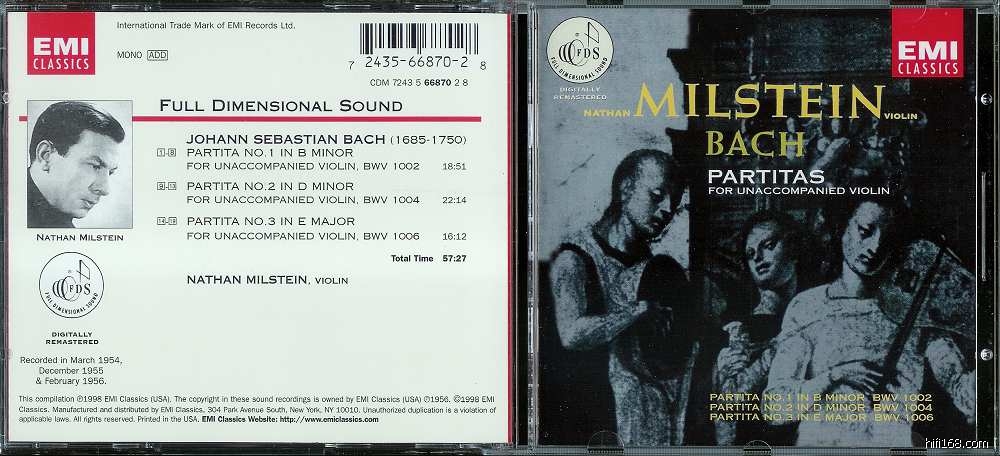 EMI
CLASSICS
International Trade Mark of EMI Records Ltd.
MONO ADD
7 2435-66870-2 8
CDM 7243 5 66870 2 8
FULL DIMENSIONAL SOUND
JOHANN SEBASTIAN BACH (1685-1750)
1-8 PARTITA NO.1 IN B MINOR
FOR UNACCOMPANIED VIOLIN, BWV 1002 18:51
9-13 PARTITA NO.2 IN D MINOR
FOR UNACCOMPANIED VIOLIN, BWV 1004 22:14
14-19 PARTITA NO.3 IN E MAJOR
FOR UNACCOMPANIED VIOLIN, BWV 1006 16:12
Total Time 57:27
NATHAN MILSTEIN, VIOLIN
NATHAN MILSTEIN
FDS
FULL DIMENSIONAL SOUND
DIGITALLY
REMASTERED
Recorded in March 1954,
December 1955
& February 1956.
This compilation ℗1998 EMI Classics (USA). The copyright in these sound recordings is owned by EMI Classics (USA) ℗1956, ©1998 EMI
Classics. Manufactured and distributed by EMI Classics, 304 Park Avenue South, New York, NY 10010. Unauthorized duplication is a violation of
applicable laws. All rights reserved. Printed in the USA. EMI Classics Website: http://www.emiclassics.com
FDS
FULL DIMENSIONAL SOUND
DIGITALLY
REMASTERED
EMI
CLASSICS
NATHAN MILSTEIN VIOLIN
BACH
PARTITAS
FOR UNACCOMPANIED VIOLIN
PARTITA NO.1 IN B MINOR BWV 1002
PARTITA NO.2 IN D MINOR BWV 1004
PARTITA NO.3 IN E MAJOR BWV 1006
hifi168.com